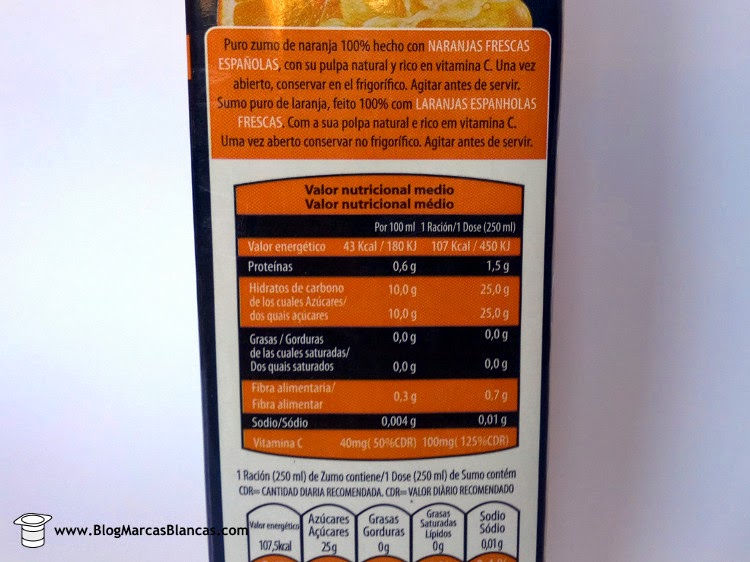 Puro zumo de naranja 100% hecho con NARANJAS FRESCAS
ESPAÑOLAS, con su pulpa natural y rico en vitamina C. Una vez
abierto, conservar en el frigorífico. Agitar antes de servir.
Sumo puro de laranja, feito 100% com LARANJAS ESPANHOLAS
FRESCAS. Com a sua polpa natural e rico em vitamina C.
Uma vez aberto conservar no frigorífico. Agitar antes de servir.
Valor nutricional medio
Valor nutricional médio
Por 100 ml 1 Ración/1 Dose (250 ml)
Valor energético 43 Kcal / 180 KJ 107 Kcal / 450 KJ
Proteínas 0,6 g 1,5 g
Hidratos de carbono 10,0 g 25,0 g
de los cuales Azúcares/
dos quais açúcares 10,0 g 25,0 g
Grasas / Gorduras 0,0 g 0,0 g
de las cuales saturadas/
Dos quais saturados 0,0 g 0,0 g
Fibra alimentaria/
Fibra alimentar 0,3 g 0,7 g
Sodio/Sódio 0,004 g 0,01 g
Vitamina C 40mg( 50%CDR) 100mg( 125%CDR)
1 Ración (250 ml) de Zumo contiene/1 Dose (250 ml) de Sumo contém
CDR= CANTIDAD DIARIA RECOMENDADA. CDR= VALOR DIÀRIO RECOMENDADO
Valor energético
107,5kcal
Azúcares
Açúcares
25g
Grasas
Gorduras
0g
Grasas
Saturadas
Lípidos
0g
Sodio
Sódio
0,01g
www.BlogMarcasBlancas.com